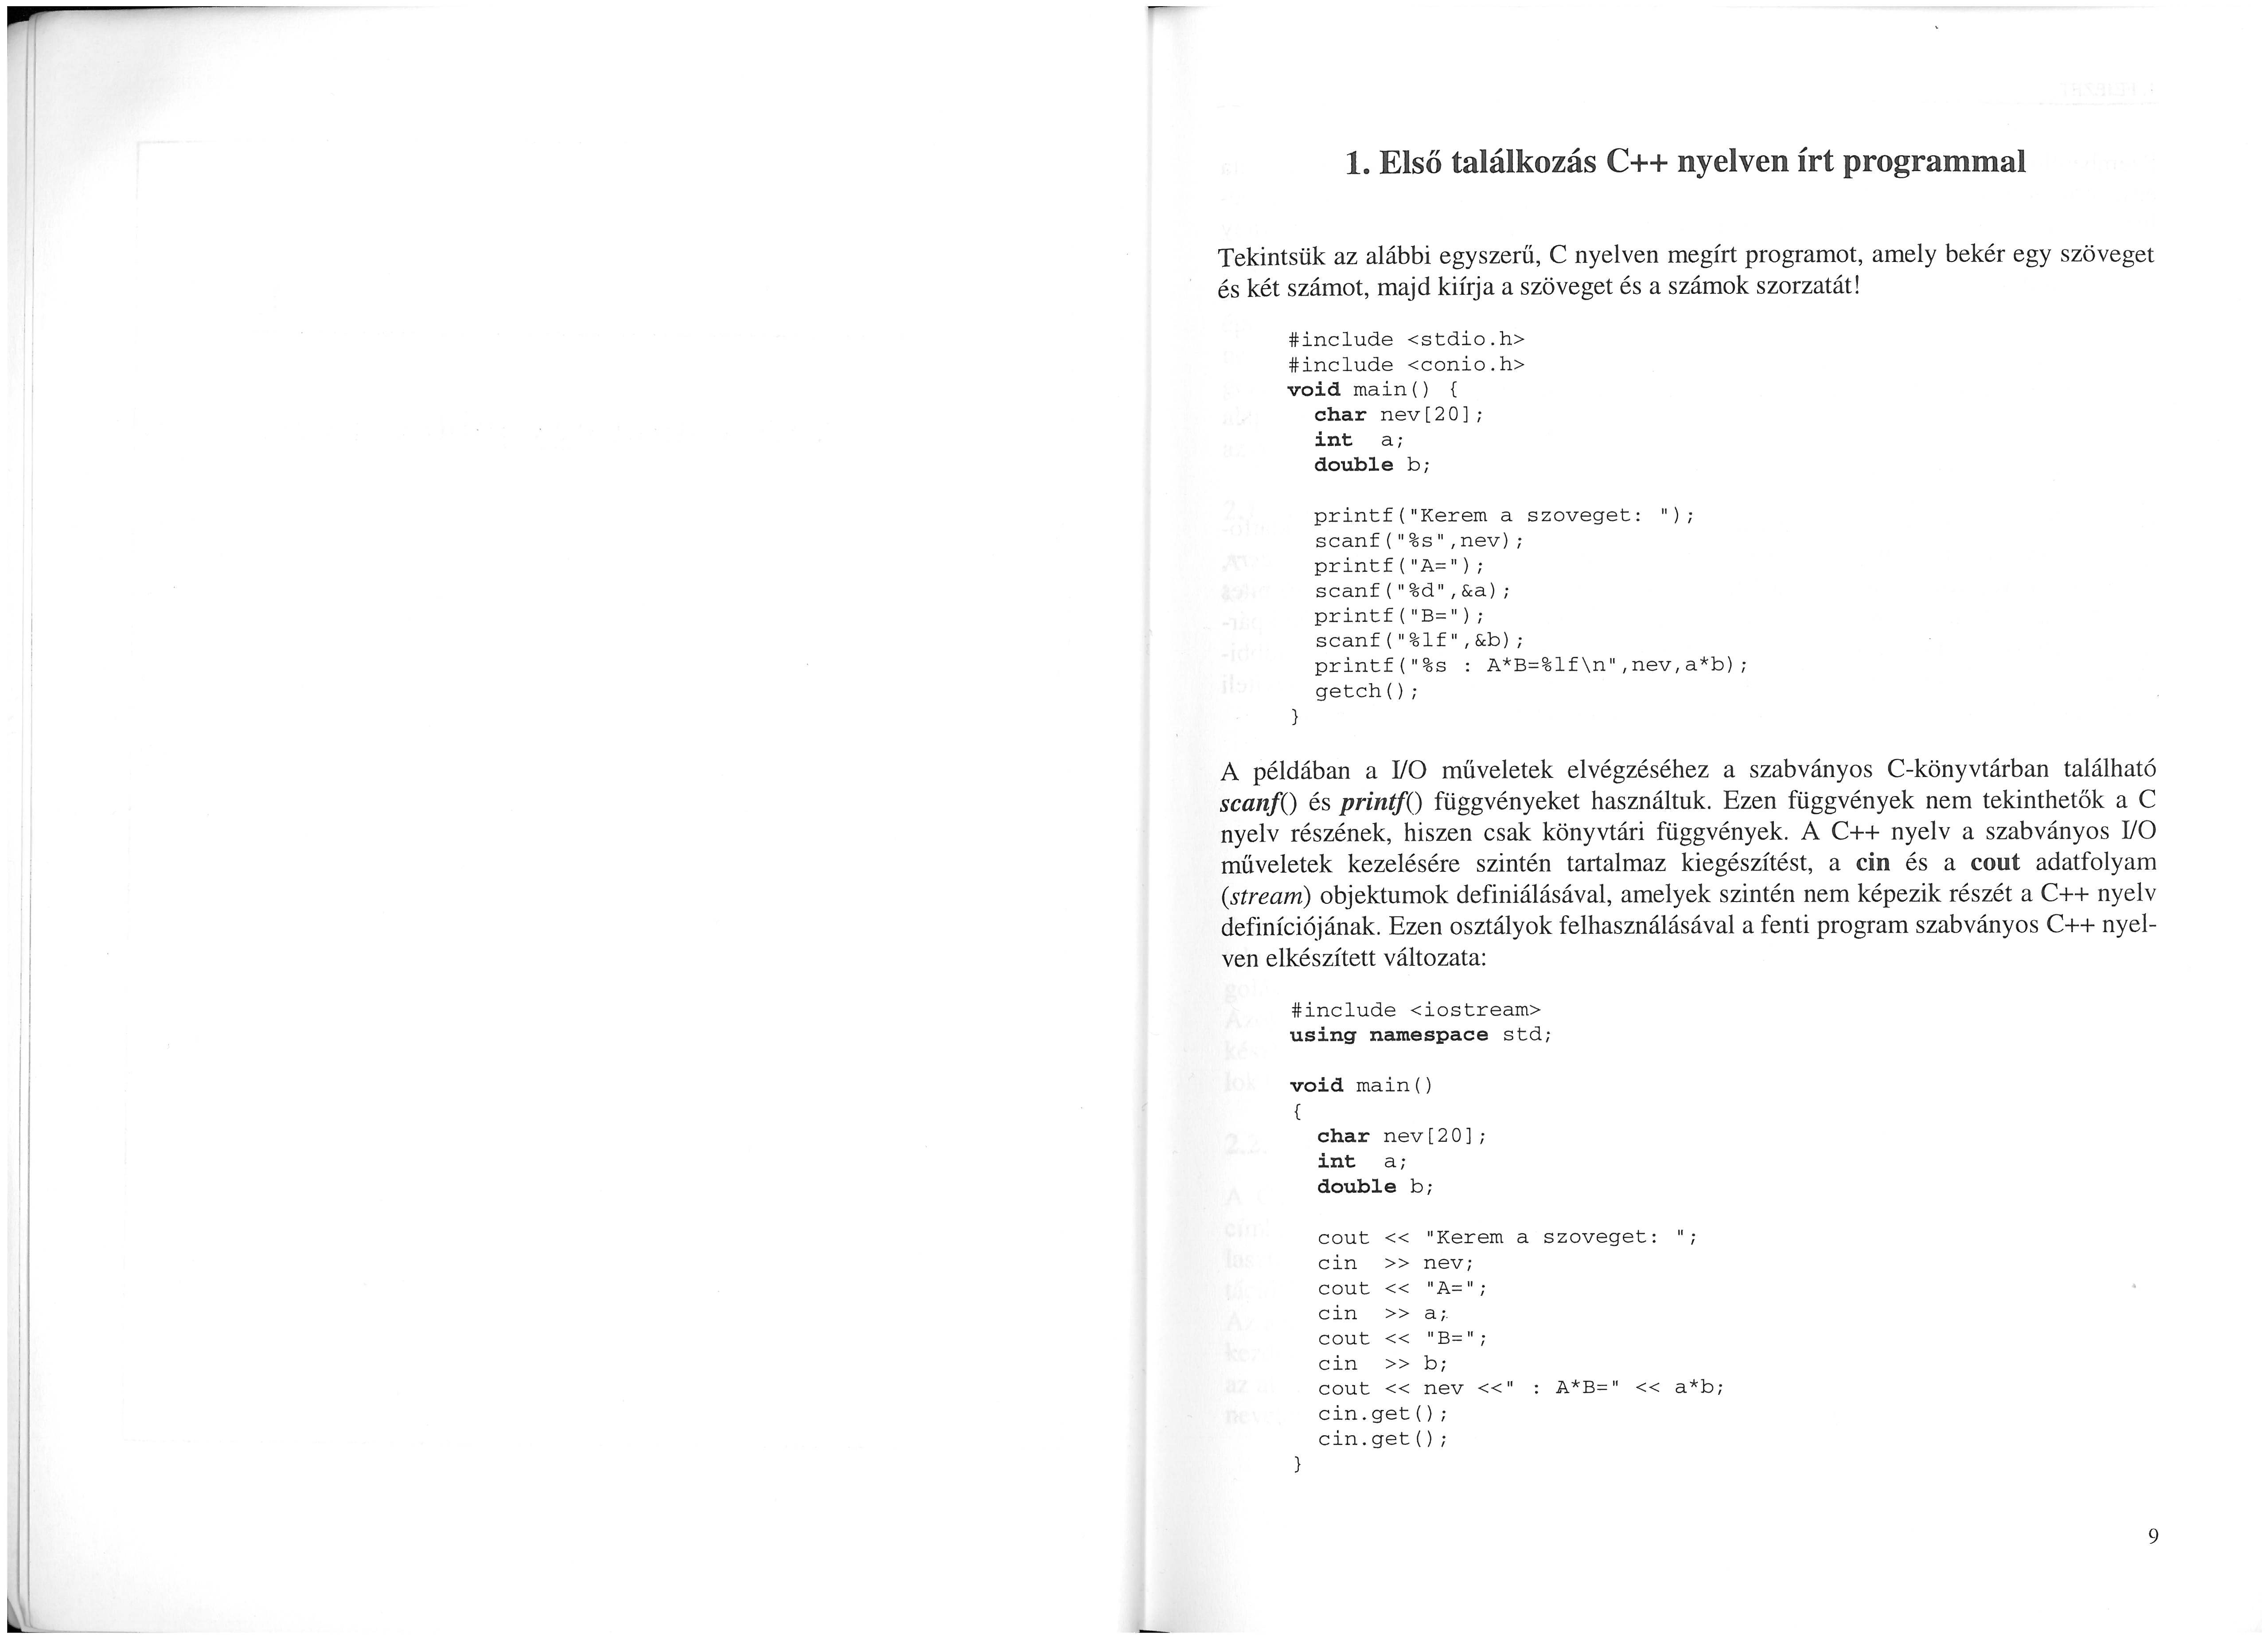 1. Első találkozás C++ nyelven írt programmal
Tekintsük az alábbi egyszerű, C nyelven megírt programot, amely bekér egy szöveget
és két számot, majd kiírja a szöveget és a számok szorzatát!
#include <stdio.h>
#include <conio.h>
void main() {
  char nev[20];
  int  a;
  double b;

  printf("Kerem a szoveget: ");
  scanf("%s",nev);
  printf("A=");
  scanf("%d",&a);
  printf("B=");
  scanf("%lf",&b);
  printf("%s : A*B=%lf\n",nev,a*b);
  getch();
}
A példában a I/O műveletek elvégzéséhez a szabványos C-könyvtárban található
scanf() és printf() függvényeket használtuk. Ezen függvények nem tekinthetők a C
nyelv részének, hiszen csak könyvtári függvények. A C++ nyelv a szabványos I/O
műveletek kezelésére szintén tartalmaz kiegészítést, a cin és a cout adatfolyam
(stream) objektumok definiálásával, amelyek szintén nem képezik részét a C++ nyelv
definíciójának. Ezen osztályok felhasználásával a fenti program szabványos C++ nyel-
ven elkészített változata:
#include <iostream>
using namespace std;

void main()
{
  char nev[20];
  int  a;
  double b;

  cout << "Kerem a szoveget: ";
  cin  >> nev;
  cout << "A=";
  cin  >> a;
  cout << "B=";
  cin  >> b;
  cout << nev <<" : A*B=" << a*b;
  cin.get();
  cin.get();
}
9